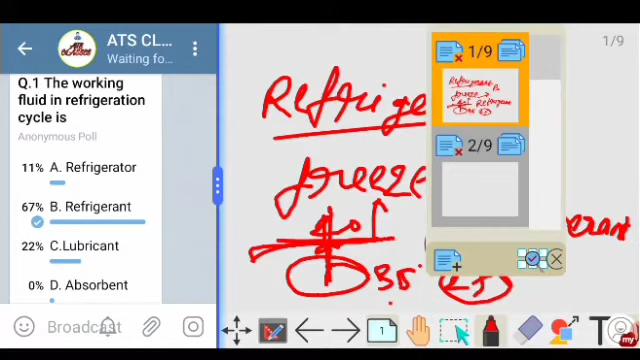 ATS CL...
Waiting fo...
Q.1 The working
fluid in refrigeration
cycle is
Anonymous Poll
11% A. Refrigerator
67% B. Refrigerant
22% C.Lubricant
0% D. Absorbent
Broadcast
Refrige
freeze
35
1/9
2/9
1/9
1
T
my